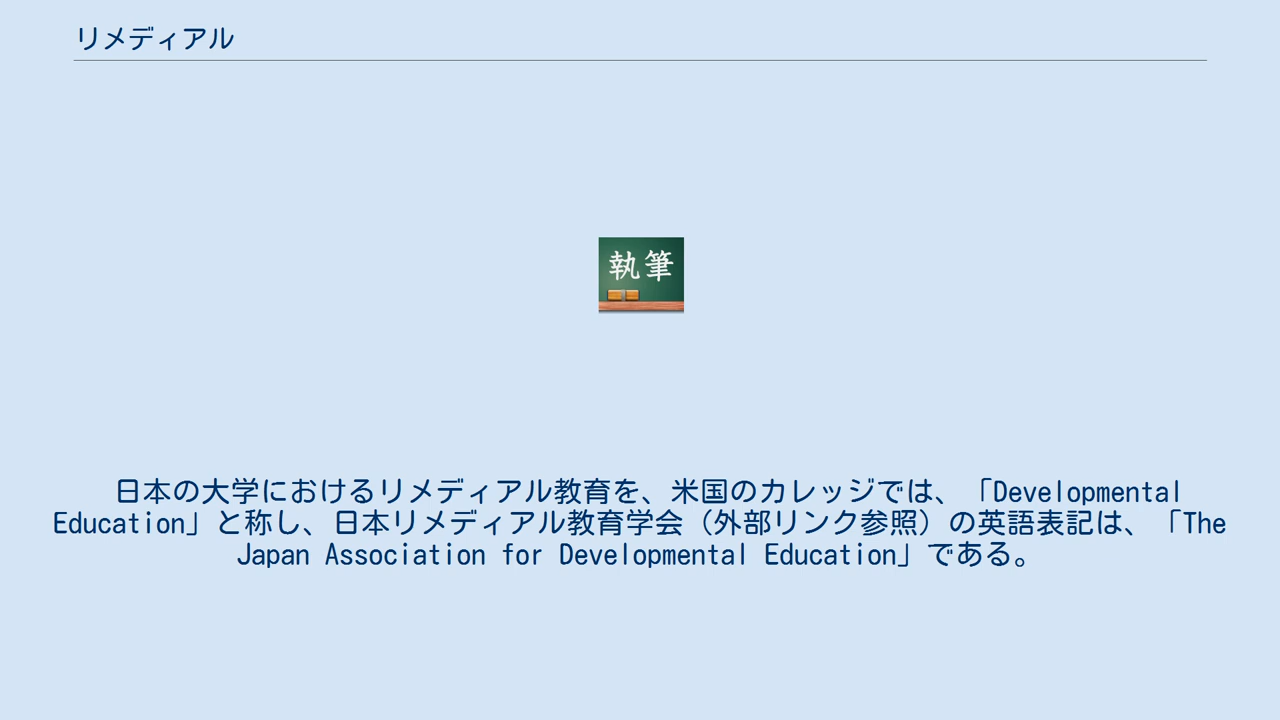 リメディアル
執筆
日本の大学におけるリメディアル教育を、米国のカレッジでは、「Developmental
Education」と称し、日本リメディアル教育学会（外部リンク参照）の英語表記は、「The
Japan Association for Developmental Education」である。